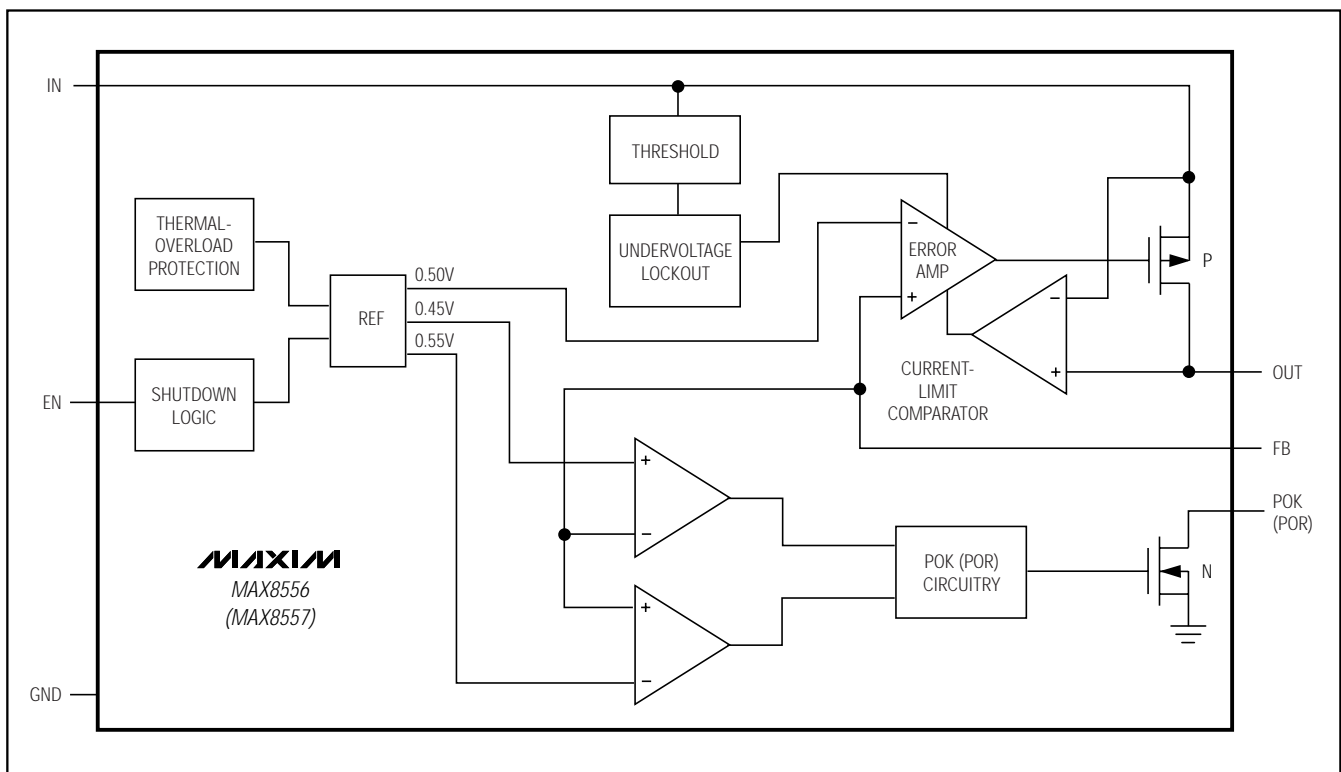 IN
THRESHOLD
THERMAL-
OVERLOAD
PROTECTION
UNDERVOLTAGE
LOCKOUT
−
ERROR
AMP
+
P
REF
0.50V
0.45V
0.55V
−
+
CURRENT-
LIMIT
COMPARATOR
OUT
EN
SHUTDOWN
LOGIC
FB
+
−
POK
(POR)
MAXIM
MAX8556
(MAX8557)
POK (POR)
CIRCUITRY
N
+
−
GND